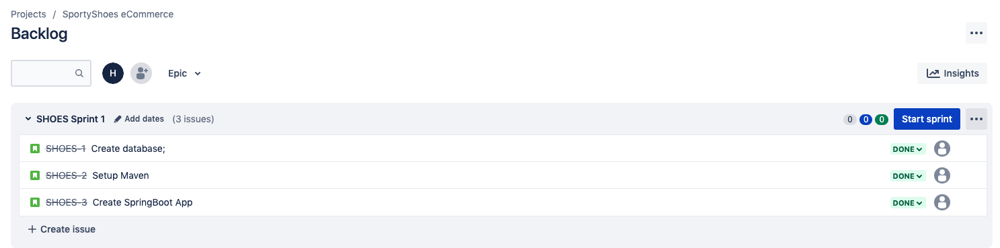 Projects / SportyShoes eCommerce
Backlog
H Epic Insights
SHOES Sprint 1 Add dates (3 issues) 0 0 0 Start sprint
SHOES-1 Create database; DONE
SHOES-2 Setup Maven DONE
SHOES-3 Create SpringBoot App DONE
+ Create issue